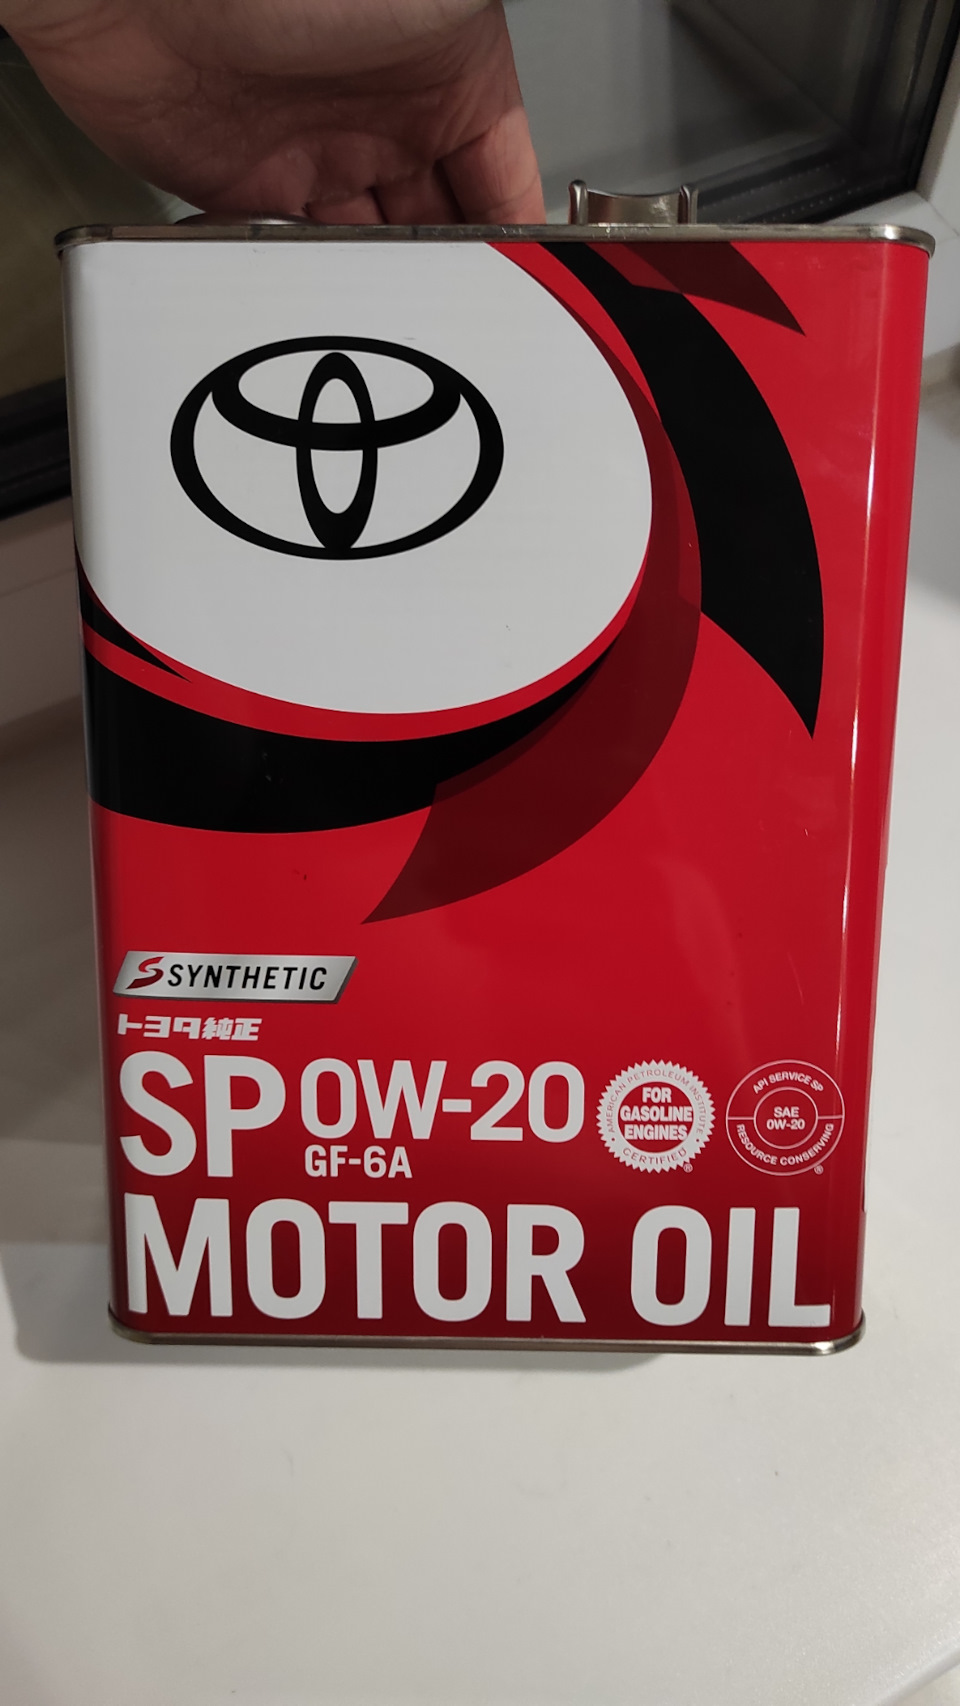 SYNTHETIC
トヨタ純正
SP 0W-20
GF-6A
AMERICAN PETROLEUM INSTITUTE
FOR
GASOLINE
ENGINES
CERTIFIED®
API SERVICE SP
SAE
0W-20
RESOURCE CONSERVING®
MOTOR OIL